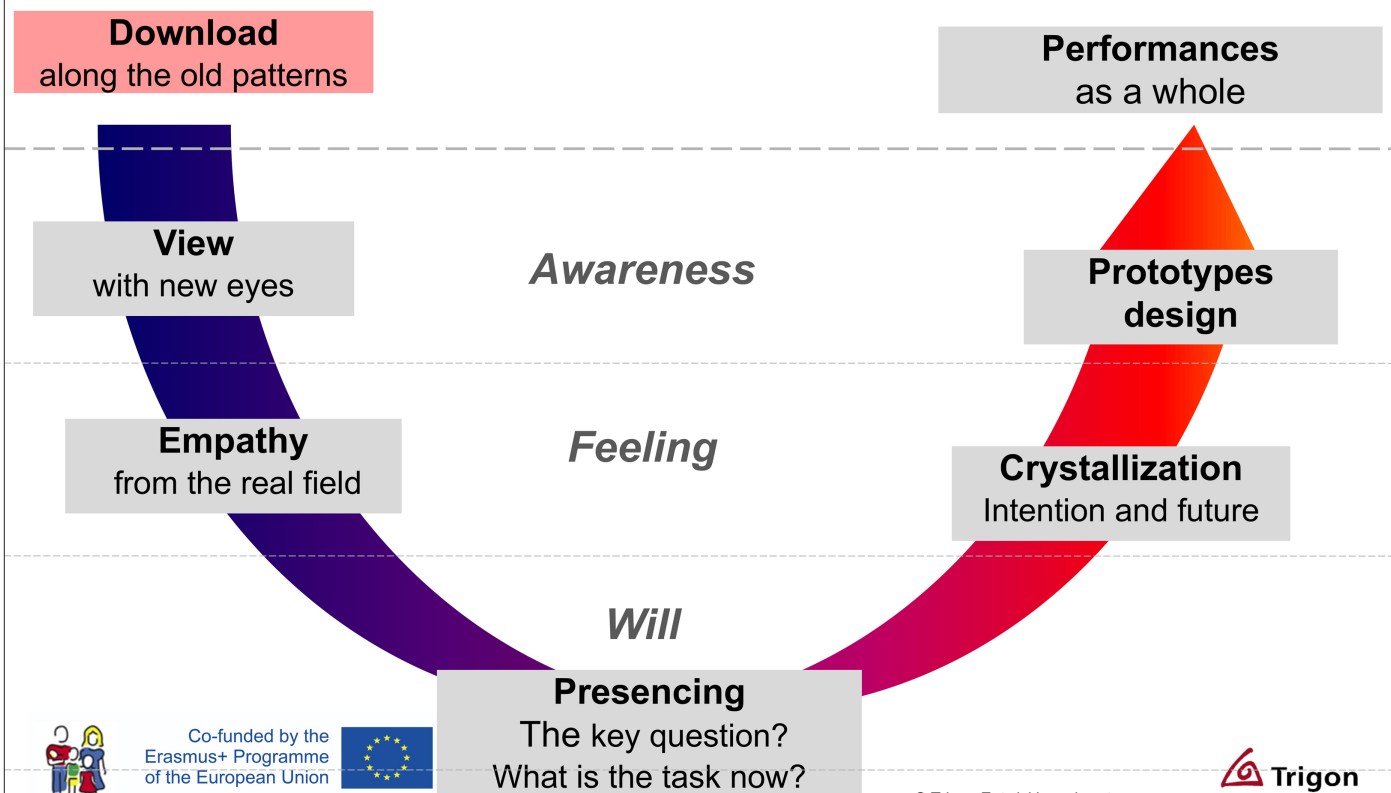 Download
along the old patterns
Performances
as a whole
View
with new eyes
Awareness
Prototypes
design
Empathy
from the real field
Feeling
Crystallization
Intention and future
Will
Presencing
The key question?
What is the task now?
Co-funded by the
Erasmus+ Programme
of the European Union
Trigon